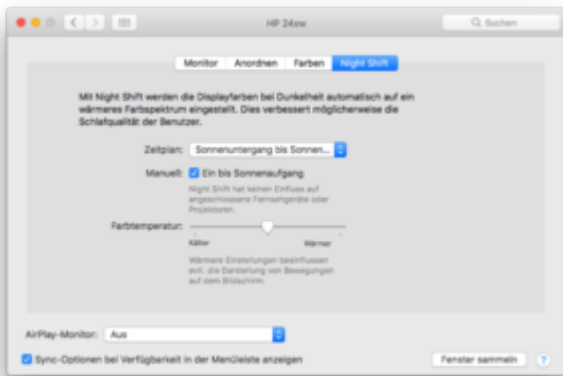 HP 24sw
Suchen
Monitor Anordnen Farben Night Shift
Mit Night Shift werden die Displayfarben bei Dunkelheit automatisch auf ein
wärmeres Farbspektrum eingestellt. Dies verbessert möglicherweise die
Schlafqualität der Benutzer.
Zeitplan: Sonnenuntergang bis Sonnen...
Manuell: Ein bis Sonnenaufgang
Night Shift hat keinen Einfluss auf
angeschlossene Fernsehgeräte oder
Projektoren.
Farbtemperatur:
Kälter Wärmer
Wärmere Einstellungen beeinflussen
evtl. die Darstellung von Bewegungen
auf dem Bildschirm.
AirPlay-Monitor: Aus
Sync-Optionen bei Verfügbarkeit in der Menüleiste anzeigen
Fenster sammeln ?